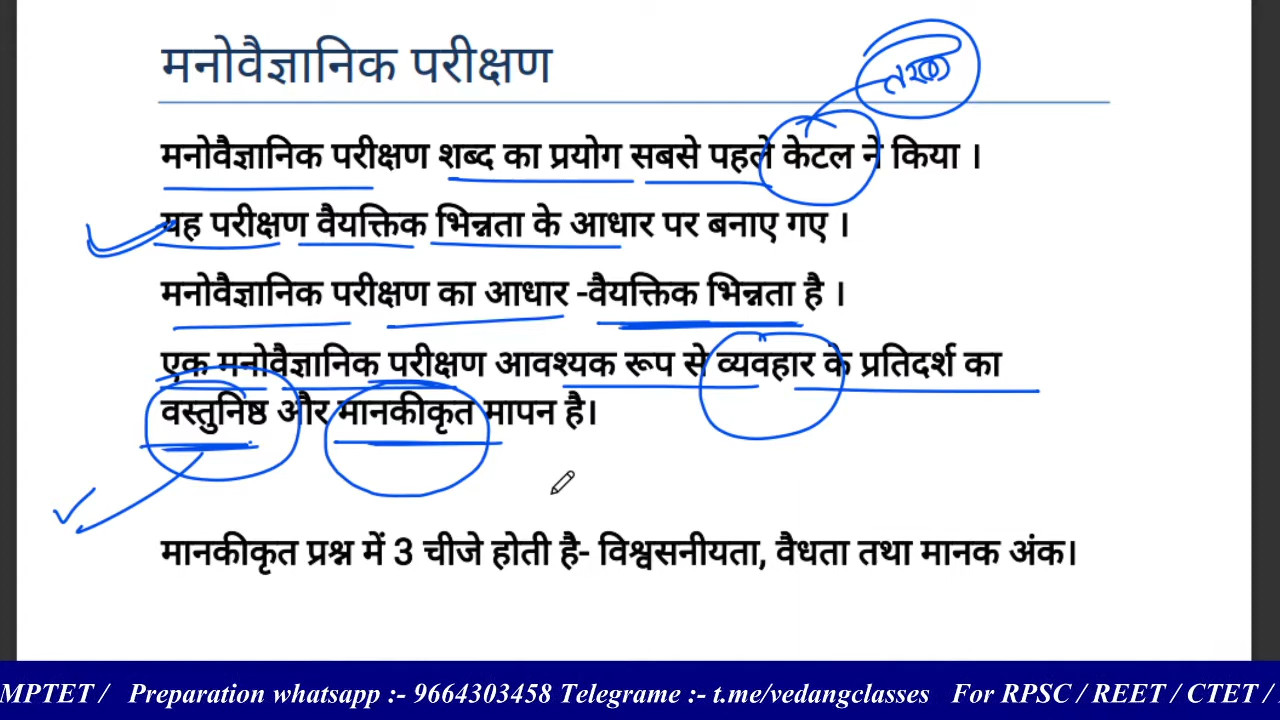 मनोवैज्ञानिक परीक्षण
मनोवैज्ञानिक परीक्षण शब्द का प्रयोग सबसे पहले केटल ने किया ।
यह परीक्षण वैयक्तिक भिन्नता के आधार पर बनाए गए ।
मनोवैज्ञानिक परीक्षण का आधार -वैयक्तिक भिन्नता है ।
एक मनोवैज्ञानिक परीक्षण आवश्यक रूप से व्यवहार के प्रतिदर्श का
वस्तुनिष्ठ और मानकीकृत मापन है।
मानकीकृत प्रश्न में 3 चीजे होती है- विश्वसनीयता, वैधता तथा मानक अंक।
MPTET / Preparation whatsapp :- 9664303458 Telegrame :- t.me/vedangclasses For RPSC / REET / CTET /